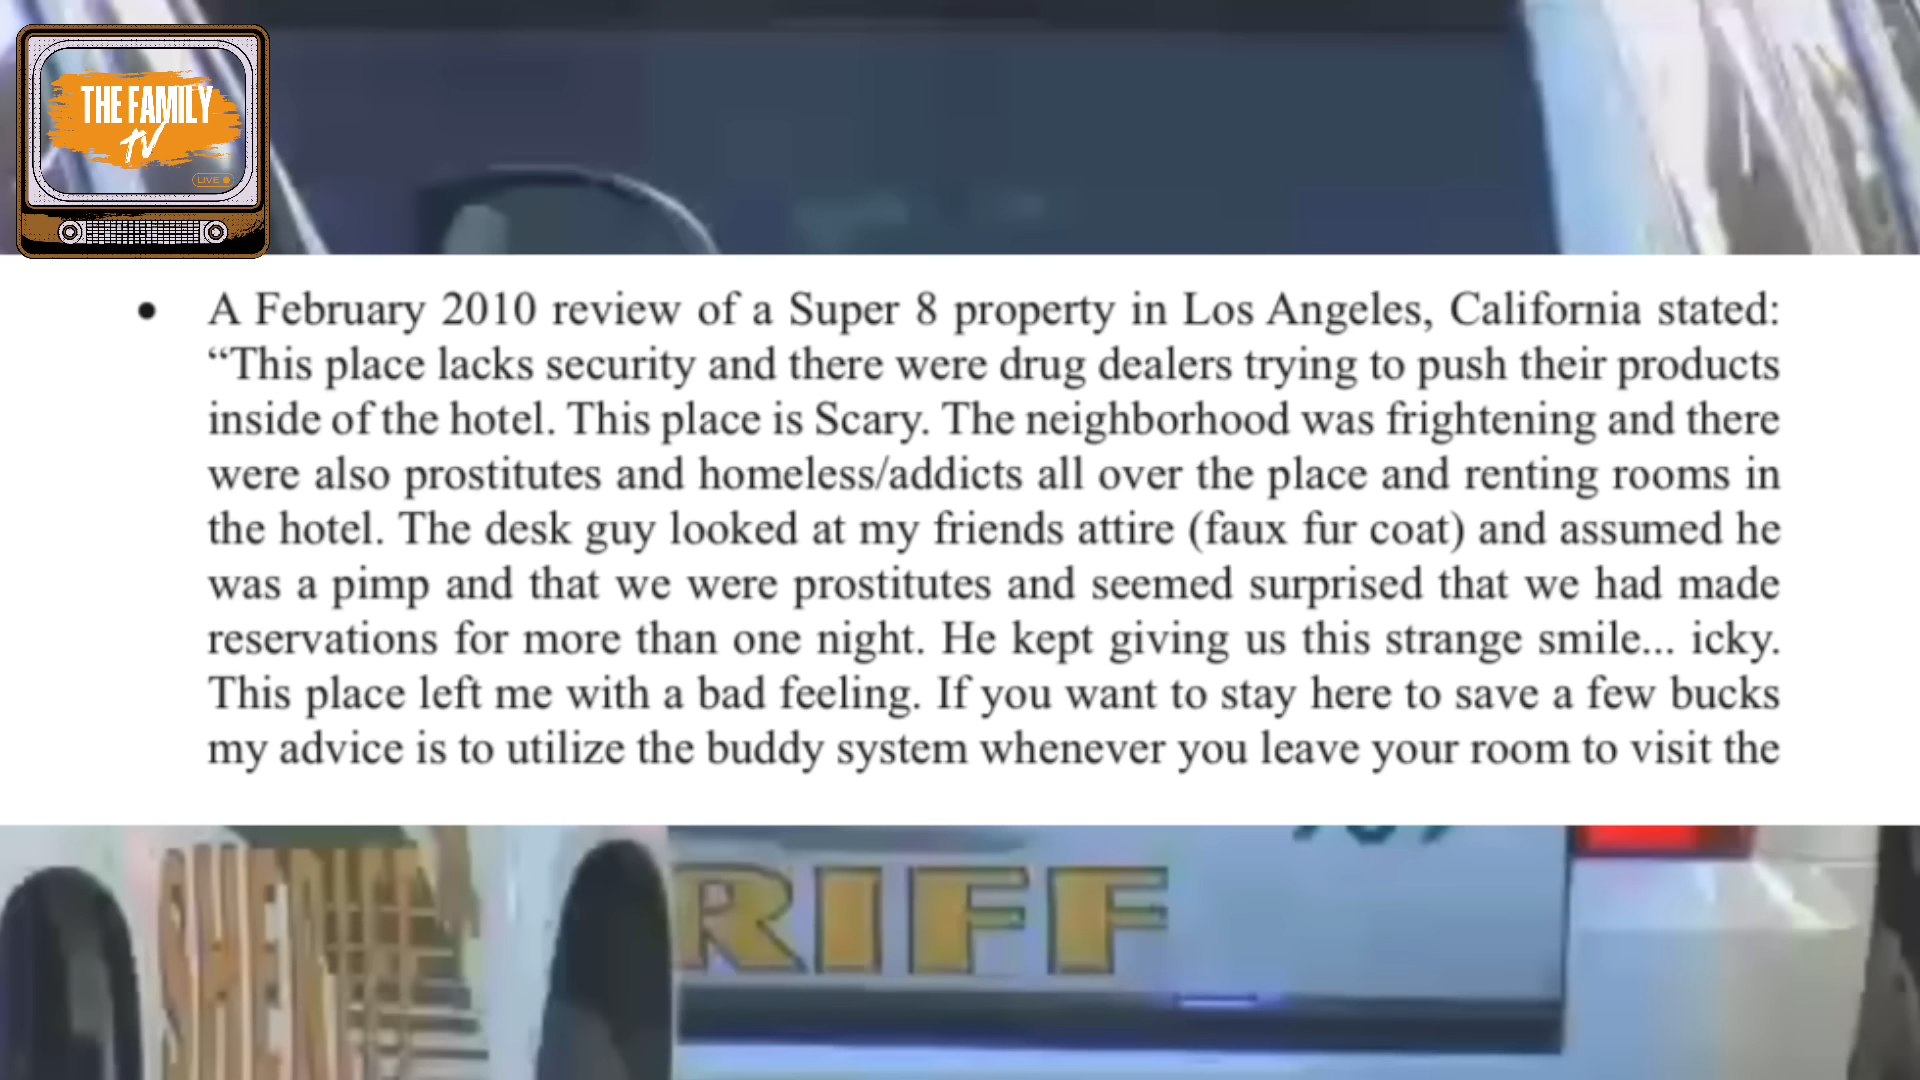 THE FAMILY
TV
LIVE
• A February 2010 review of a Super 8 property in Los Angeles, California stated:
“This place lacks security and there were drug dealers trying to push their products
inside of the hotel. This place is Scary. The neighborhood was frightening and there
were also prostitutes and homeless/addicts all over the place and renting rooms in
the hotel. The desk guy looked at my friends attire (faux fur coat) and assumed he
was a pimp and that we were prostitutes and seemed surprised that we had made
reservations for more than one night. He kept giving us this strange smile... icky.
This place left me with a bad feeling. If you want to stay here to save a few bucks
my advice is to utilize the buddy system whenever you leave your room to visit the
SHERIFF
RIFF